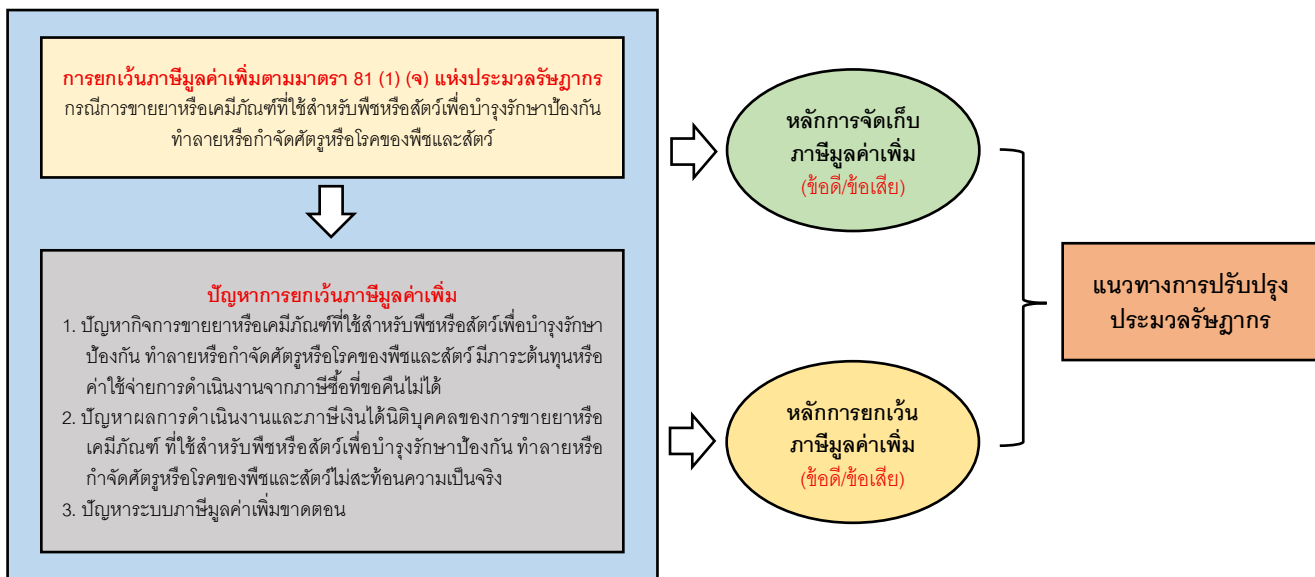 การยกเว้นภาษีมูลค่าเพิ่มตามมาตรา 81 (1) (จ) แห่งประมวลรัษฎากร
กรณีการขายยาหรือเคมีภัณฑ์ที่ใช้สำหรับพืชหรือสัตว์เพื่อบำรุงรักษาป้องกัน
ทำลายหรือกำจัดศัตรูหรือโรคของพืชและสัตว์
ปัญหาการยกเว้นภาษีมูลค่าเพิ่ม
1. ปัญหากิจการขายยาหรือเคมีภัณฑ์ที่ใช้สำหรับพืชหรือสัตว์เพื่อบำรุงรักษา
ป้องกัน ทำลายหรือกำจัดศัตรูหรือโรคของพืชและสัตว์ มีภาระต้นทุนหรือ
ค่าใช้จ่ายการดำเนินงานจากภาษีซื้อที่ขอคืนไม่ได้
2. ปัญหาผลการดำเนินงานและภาษีเงินได้นิติบุคคลของการขายยาหรือ
เคมีภัณฑ์ ที่ใช้สำหรับพืชหรือสัตว์เพื่อบำรุงรักษาป้องกัน ทำลายหรือ
กำจัดศัตรูหรือโรคของพืชและสัตว์ไม่สะท้อนความเป็นจริง
3. ปัญหาระบบภาษีมูลค่าเพิ่มขาดตอน
หลักการจัดเก็บ
ภาษีมูลค่าเพิ่ม
(ข้อดี/ข้อเสีย)
หลักการยกเว้น
ภาษีมูลค่าเพิ่ม
(ข้อดี/ข้อเสีย)
แนวทางการปรับปรุง
ประมวลรัษฎากร